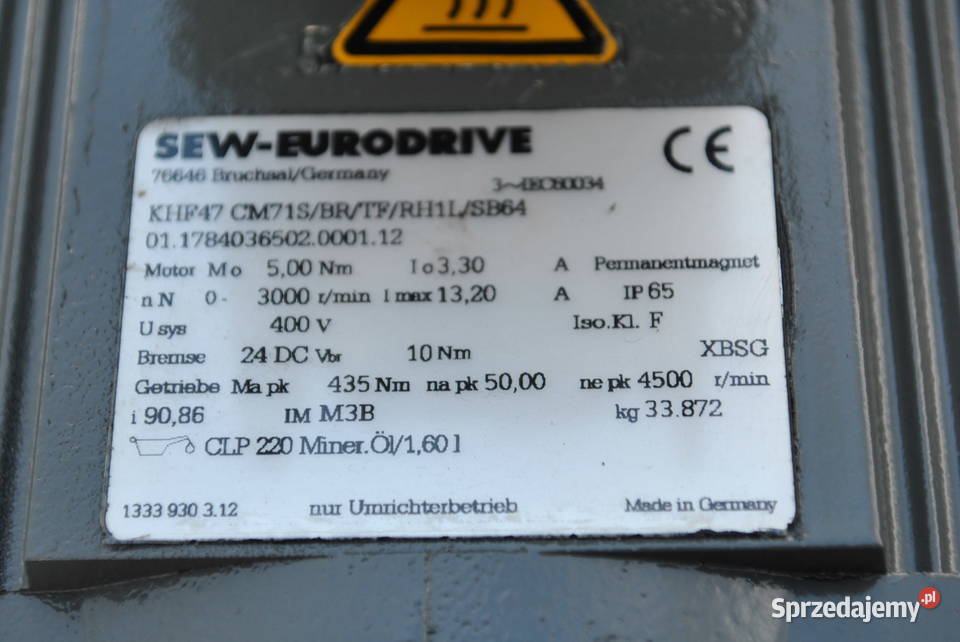 SEW-EURODRIVE CE
76646 Bruchsal/Germany 3~IEC60034
KHF47 CM71S/BR/TF/RH1L/SB64
01.1784036502.0001.12
Motor Mo 5,00 Nm Io 3,30 A Permanentmagnet
nN 0- 3000 r/min Imax 13,20 A IP 65
U sys 400 V Iso.Kl. F
Bremse 24 DC Vbr 10 Nm XBSG
Getriebe Ma pk 435 Nm na pk 50,00 ne pk 4500 r/min
i 90,86 IM M3B kg 33.872
CLP 220 Miner.Öl/1,60 l
1333 930 3.12 nur Umrichterbetrieb Made in Germany
Sprzedajemy.pl